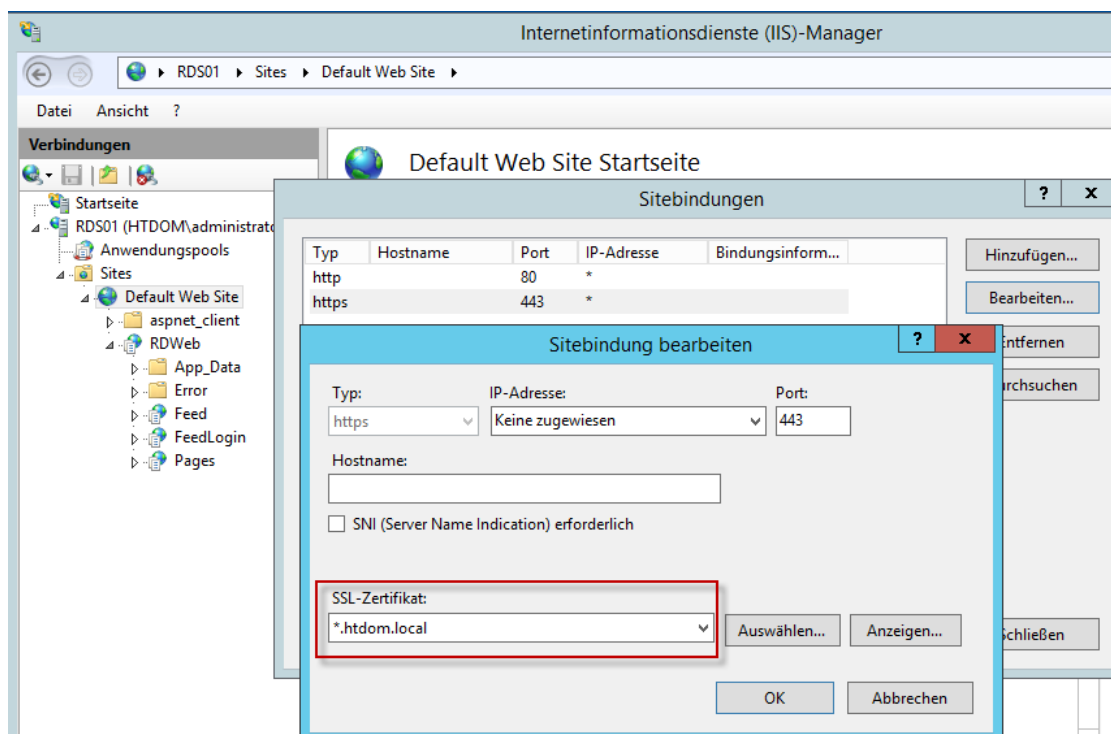 Internetinformationsdienste (IIS)-Manager
RDS01 Sites Default Web Site
Datei Ansicht ?
Verbindungen
Startseite
RDS01 (HTDOM\administrato
Anwendungspools
Sites
Default Web Site
aspnet_client
RDWeb
App_Data
Error
Feed
FeedLogin
Pages
Default Web Site Startseite
Sitebindungen ? x
Typ Hostname Port IP-Adresse Bindungsinform...
http 80 *
https 443 *
Hinzufügen...
Bearbeiten...
Entfernen
rchsuchen
Schließen
Sitebindung bearbeiten ? x
Typ: IP-Adresse: Port:
https Keine zugewiesen 443
Hostname:
SNI (Server Name Indication) erforderlich
SSL-Zertifikat:
*.htdom.local Auswählen... Anzeigen...
OK Abbrechen